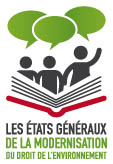 LES ÉTATS GÉNÉRAUX
DE LA MODERNISATION
DU DROIT DE L'ENVIRONNEMENT